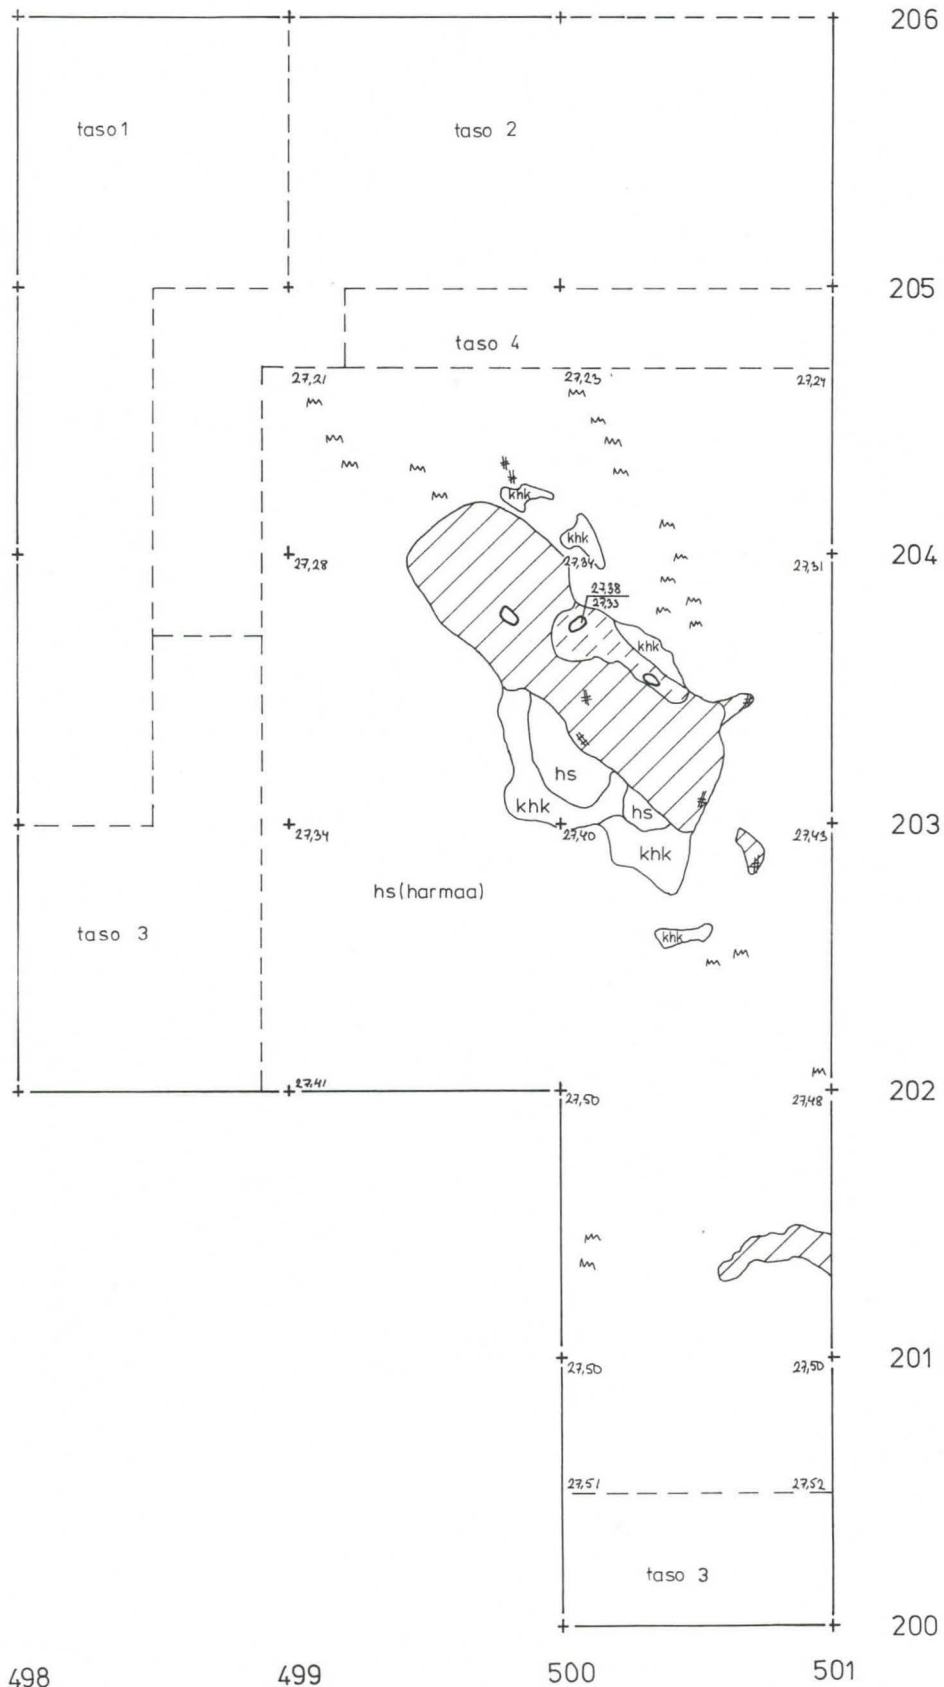 206
taso 1
taso 2
205
taso 4
27,21
27,23
27,24
khk
khk
204
27,28
27,34
27,31
27,38
27,33
khk
hs
khk
hs
203
27,34
27,40
27,43
khk
hs (harmaa)
taso 3
khk
27,41
202
27,50
27,48
201
27,50
27,50
27,51
27,52
taso 3
200
498
499
500
501